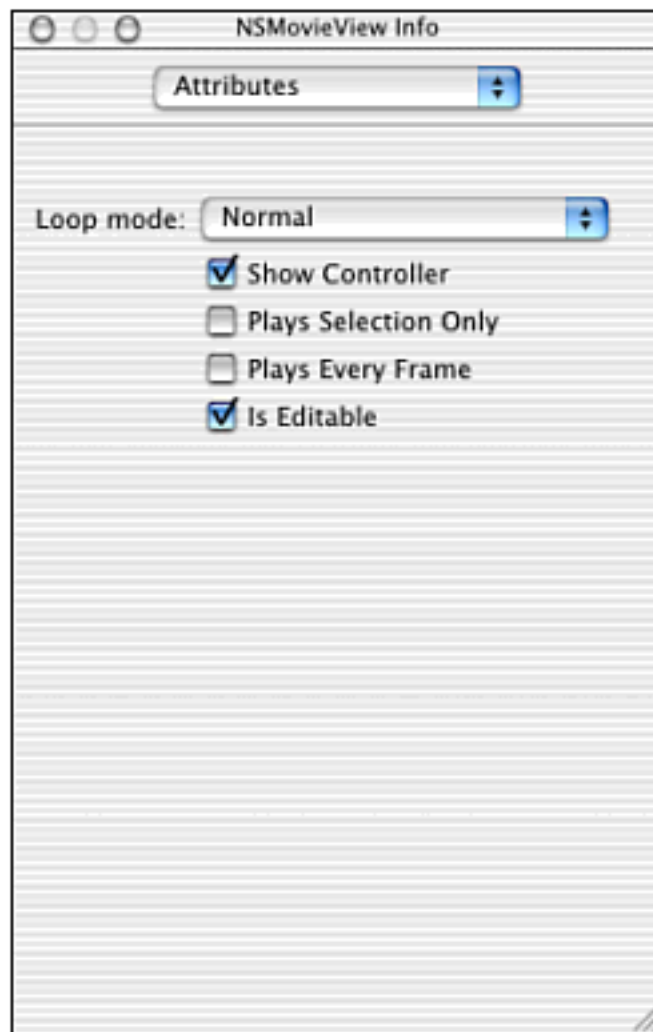 NSMovieView Info
Attributes
Loop mode: Normal
Show Controller
Plays Selection Only
Plays Every Frame
Is Editable